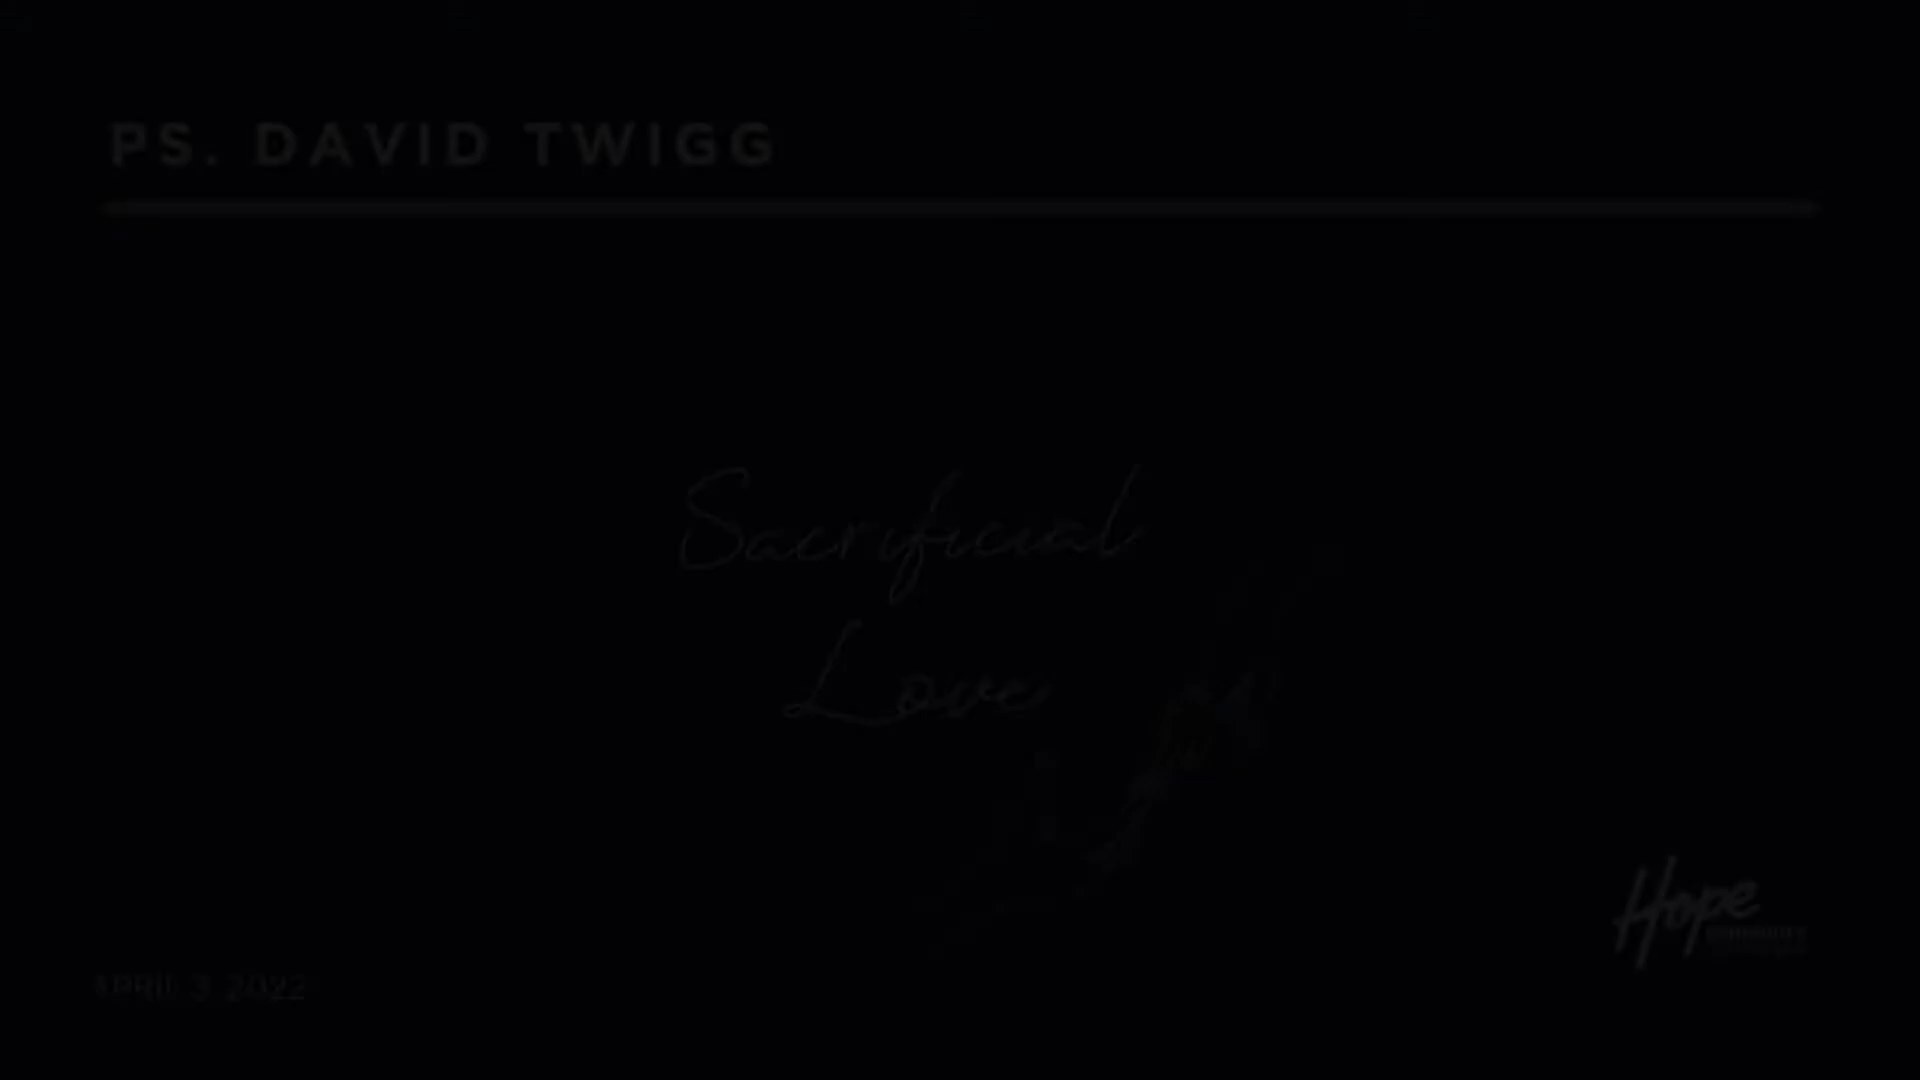 PS. DAVID TWIGG
Sacrificial
Love
Hope
APRIL 3 2022